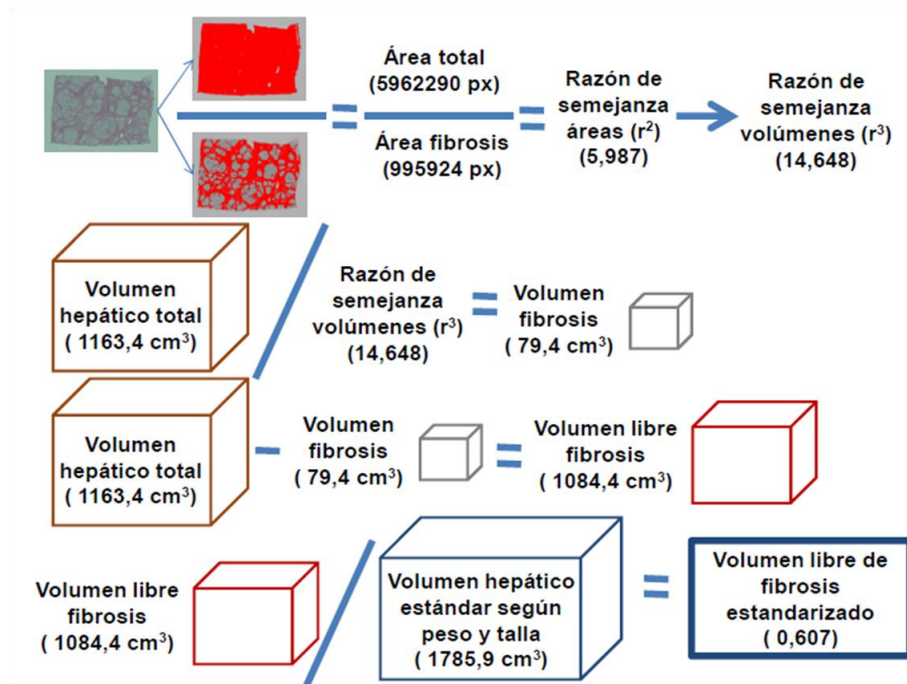 Área total
(5962290 px)
Área fibrosis
(995924 px)
Razón de
semejanza
áreas (r²)
(5,987)
Razón de
semejanza
volúmenes (r³)
(14,648)
Volumen
hepático total
( 1163,4 cm³)
Razón de
semejanza
volúmenes (r³)
(14,648)
Volumen
fibrosis
( 79,4 cm³)
Volumen
hepático total
( 1163,4 cm³)
Volumen
fibrosis
(79,4 cm³)
Volumen libre
fibrosis
( 1084,4 cm³)
Volumen libre
fibrosis
( 1084,4 cm³)
Volumen hepático
estándar según
peso y talla
( 1785,9 cm³)
Volumen libre de
fibrosis
estandarizado
( 0,607)